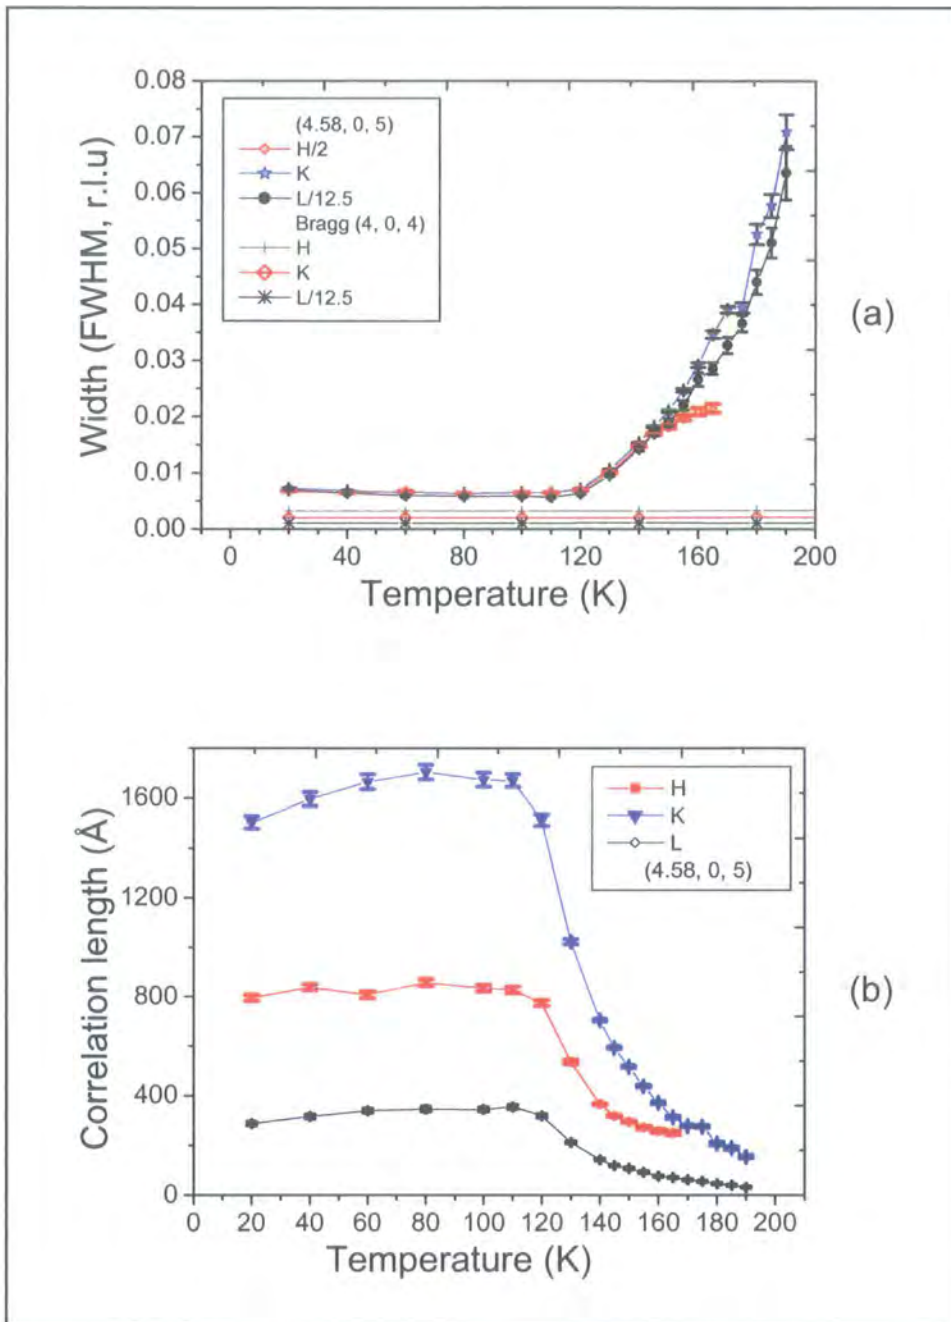 0.08
0.07
0.06
0.05
0.04
0.03
0.02
0.01
0.00
Width (FWHM, r.l.u)
(4.58, 0, 5)
H/2
K
L/12.5
Bragg (4, 0, 4)
H
K
L/12.5
0 40 80 120 160 200
Temperature (K)
(a)
1600
1200
800
400
0
Correlation length (Å)
H
K
L
(4.58, 0, 5)
0 20 40 60 80 100 120 140 160 180 200
Temperature (K)
(b)